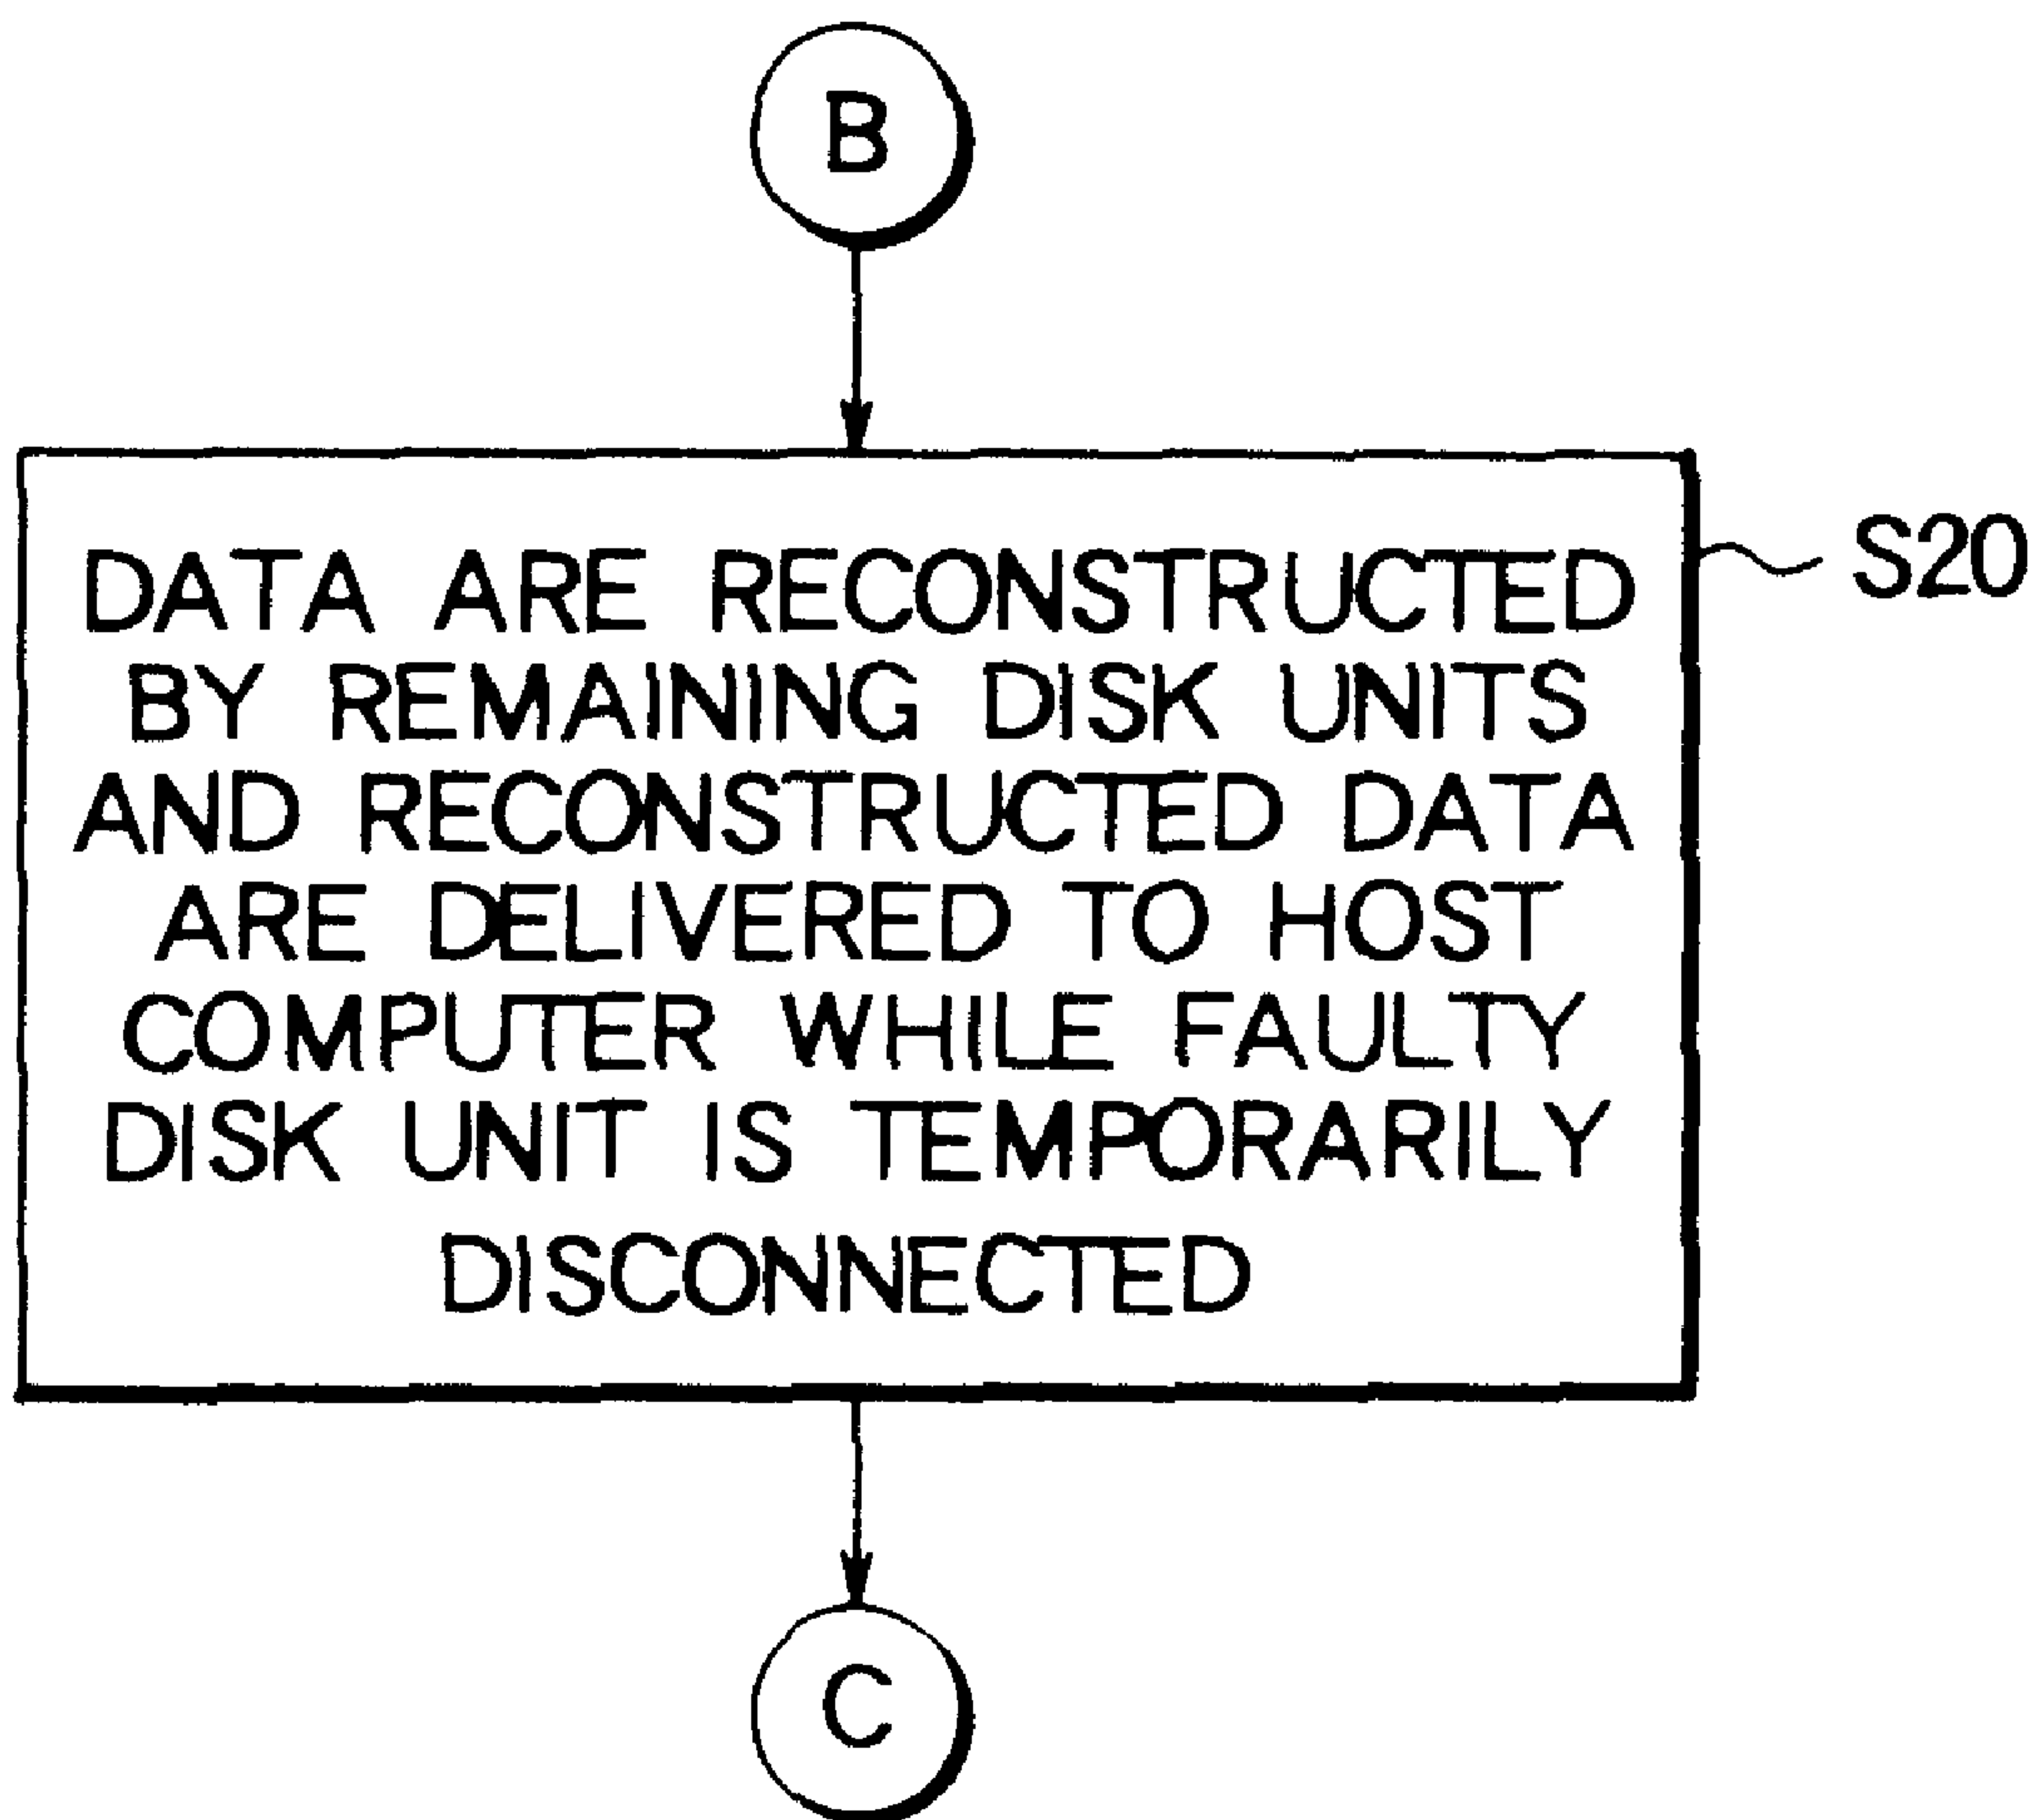 B
DATA ARE RECONSTRUCTED
BY REMAINING DISK UNITS
AND RECONSTRUCTED DATA
ARE DELIVERED TO HOST
COMPUTER WHILE FAULTY
DISK UNIT IS TEMPORARILY
DISCONNECTED
S20
C